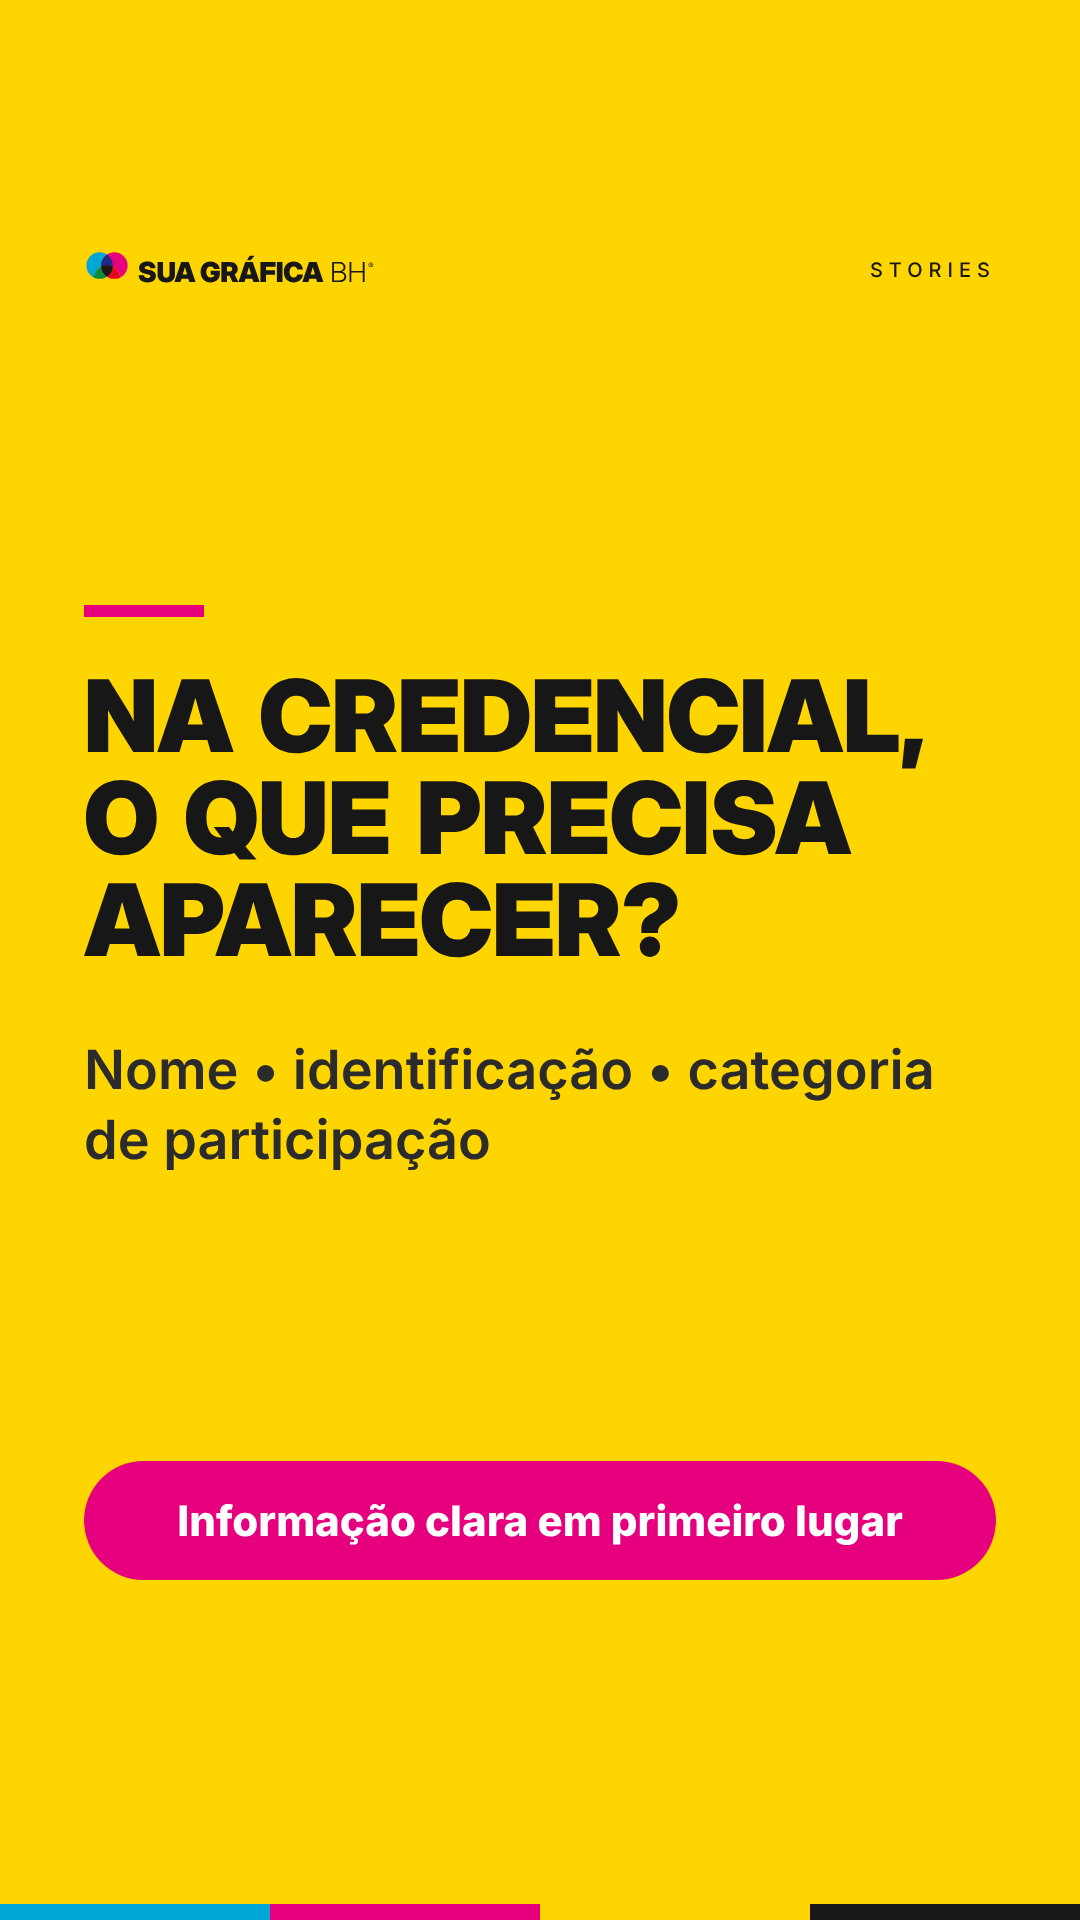 SUA GRÁFICA BH®
STORIES
NA CREDENCIAL,
O QUE PRECISA
APARECER?
Nome • identificação • categoria
de participação
Informação clara em primeiro lugar